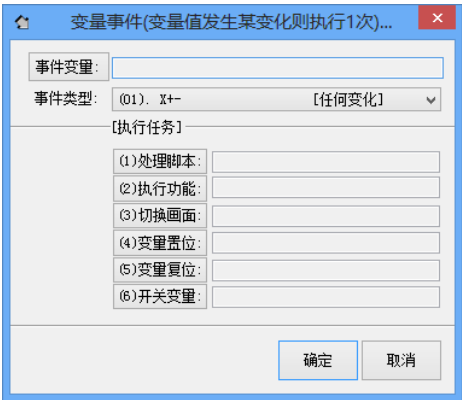 变量事件(变量值发生某变化则执行1次)...
事件变量:
事件类型: (01). X+- [任何变化]
[执行任务]
(1)处理脚本:
(2)执行功能:
(3)切换画面:
(4)变量置位:
(5)变量复位:
(6)开关变量:
确定 取消